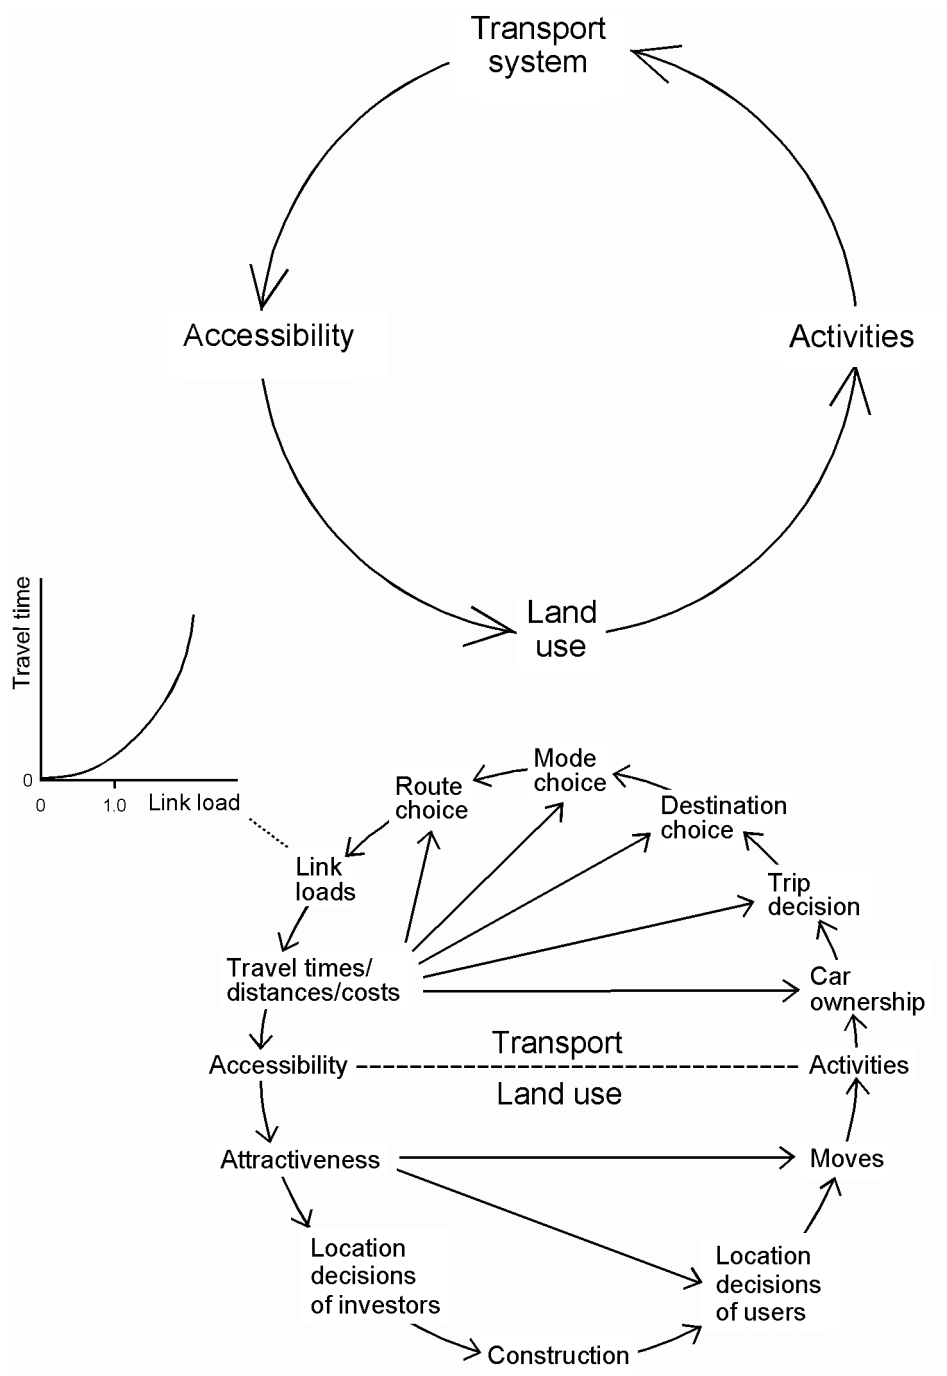 Transport
system
Accessibility
Activities
Land
use
Travel time
0
0
1.0
Link load
Mode
choice
Route
choice
Destination
choice
Link
loads
Trip
decision
Travel times/
distances/costs
Car
ownership
Transport
Accessibility
Activities
Land use
Attractiveness
Moves
Location
decisions
of investors
Location
decisions
of users
Construction